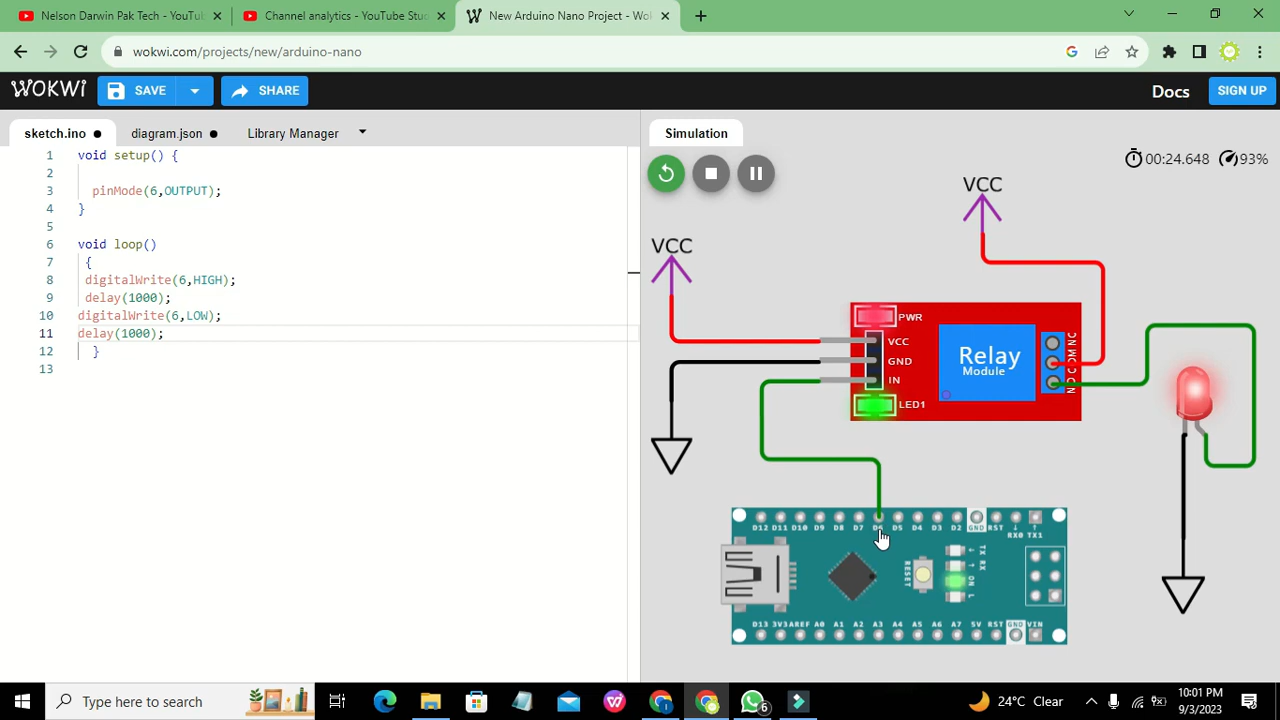 Nelson Darwin Pak Tech - YouTub
Channel analytics - YouTube Stu
New Arduino Nano Project - Wok
wokwi.com/projects/new/arduino-nano
WOKWI
SAVE
SHARE
Docs
SIGN UP
sketch.ino
diagram.json
Library Manager
Simulation
1 void setup() {
2
3 pinMode(6,OUTPUT);
4 }
5
6 void loop()
7 {
8 digitalWrite(6,HIGH);
9 delay(1000);
10 digitalWrite(6,LOW);
11 delay(1000);
12 }
13
00:24.648
93%
VCC
VCC
PWR
VCC
GND
IN
LED1
Relay
Module
NC
COM
NO
D12 D11 D10 D9 D8 D7 D6 D5 D4 D3 D2 GND RST RX0 TX1
RESET
TX
RX
ON
L
D13 3V3 AREF A0 A1 A2 A3 A4 A5 A6 A7 5V RST GND VIN
Type here to search
6
24°C Clear
10:01 PM
9/3/2023